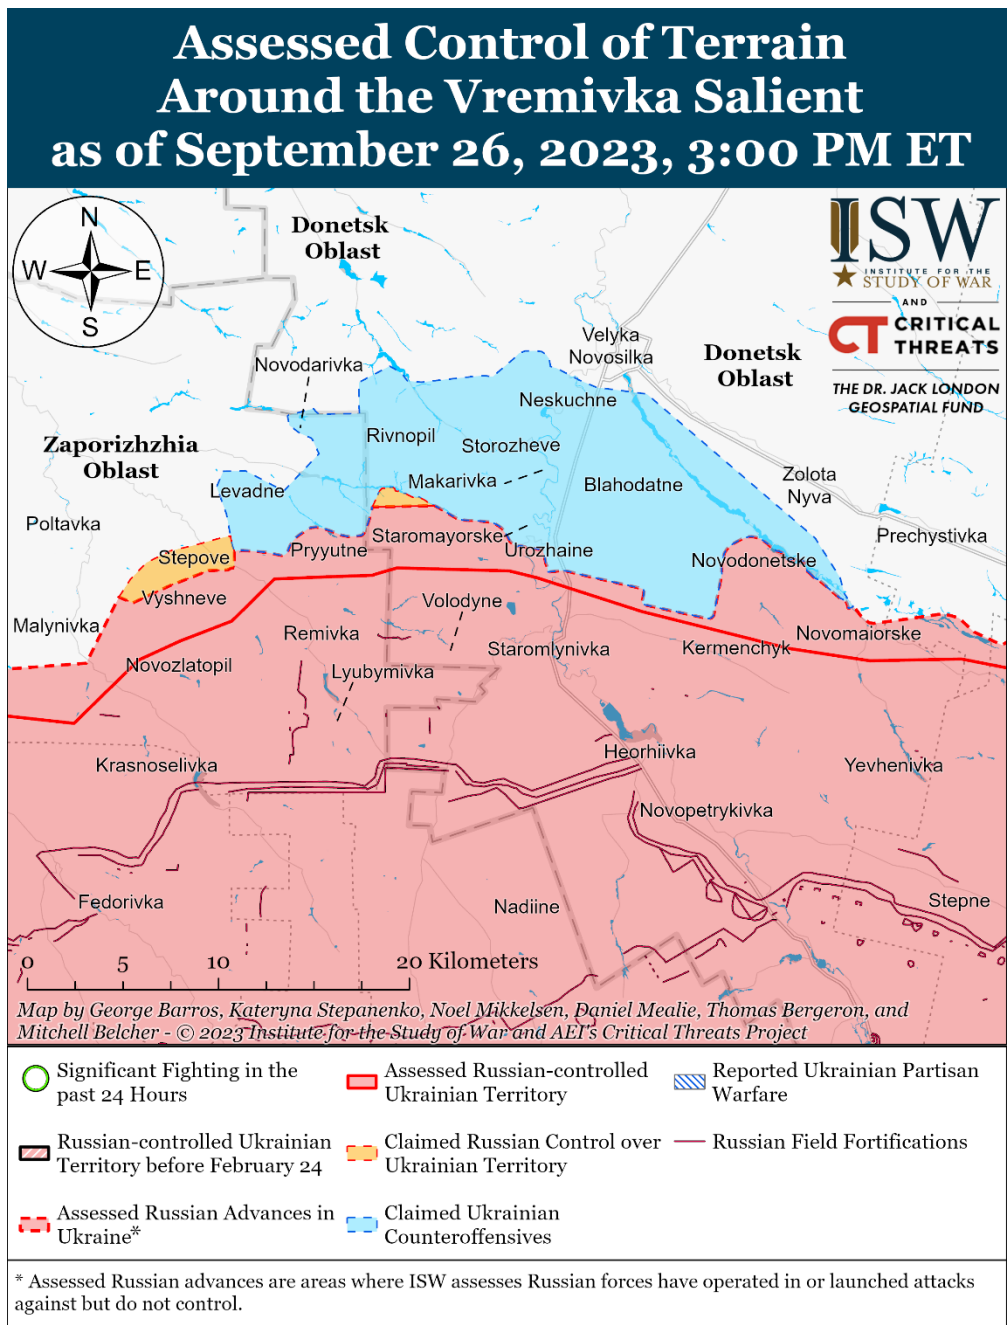 Assessed Control of Terrain
Around the Vremivka Salient
as of September 26, 2023, 3:00 PM ET
N
W
E
S
Donetsk
Oblast
ISW
INSTITUTE FOR THE
STUDY OF WAR
AND
CT CRITICAL
THREATS
THE DR. JACK LONDON
GEOSPATIAL FUND
Velyka
Novosilka
Donetsk
Oblast
Novodarivka
Neskuchne
Rivnopil
Storozheve
Zaporizhzhia
Oblast
Levadne
Makarivka
Blahodatne
Zolota
Nyva
Poltavka
Prechystivka
Staromayorske
Stepove
Pryyutne
Urozhaine
Novodonetske
Vyshneve
Volodyne
Malynivka
Remivka
Staromlynivka
Kermenchyk
Novomaiorske
Novozlatopil
Lyubymivka
Krasnoselivka
Heorhiivka
Yevhenivka
Novopetrykivka
Fedorivka
Nadiine
Stepne
0 5 10 20 Kilometers
Map by George Barros, Kateryna Stepanenko, Noel Mikkelsen, Daniel Mealie, Thomas Bergeron, and
Mitchell Belcher - © 2023 Institute for the Study of War and AEI's Critical Threats Project
Significant Fighting in the
past 24 Hours
Assessed Russian-controlled
Ukrainian Territory
Reported Ukrainian Partisan
Warfare
Russian-controlled Ukrainian
Territory before February 24
Claimed Russian Control over
Ukrainian Territory
Russian Field Fortifications
Assessed Russian Advances in
Ukraine*
Claimed Ukrainian
Counteroffensives
* Assessed Russian advances are areas where ISW assesses Russian forces have operated in or launched attacks
against but do not control.